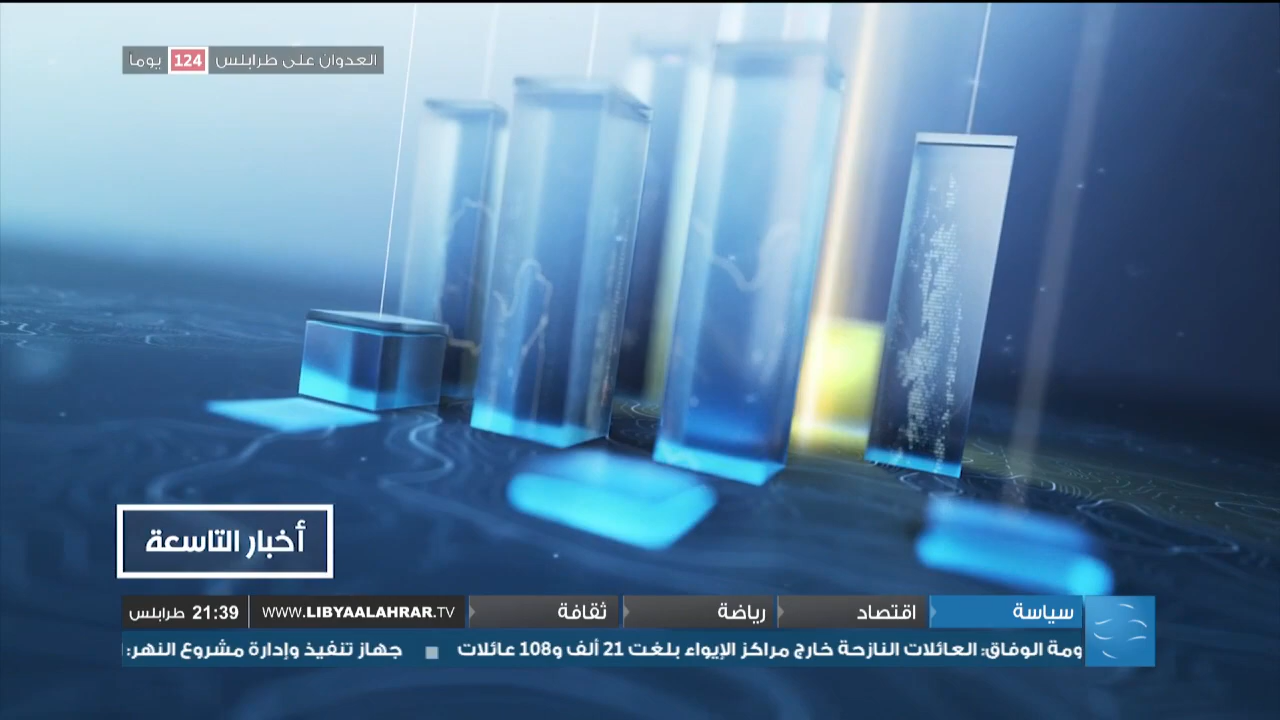 العدوان على طرابلس 124 يوماً
أخبار التاسعة
سياسة اقتصاد رياضة ثقافة WWW.LIBYAALAHRAR.TV 21:39 طرابلس
ومة الوفاق: العائلات النازحة خارج مراكز الإيواء بلغت 21 ألف و108 عائلات ■ جهاز تنفيذ وإدارة مشروع النهر: